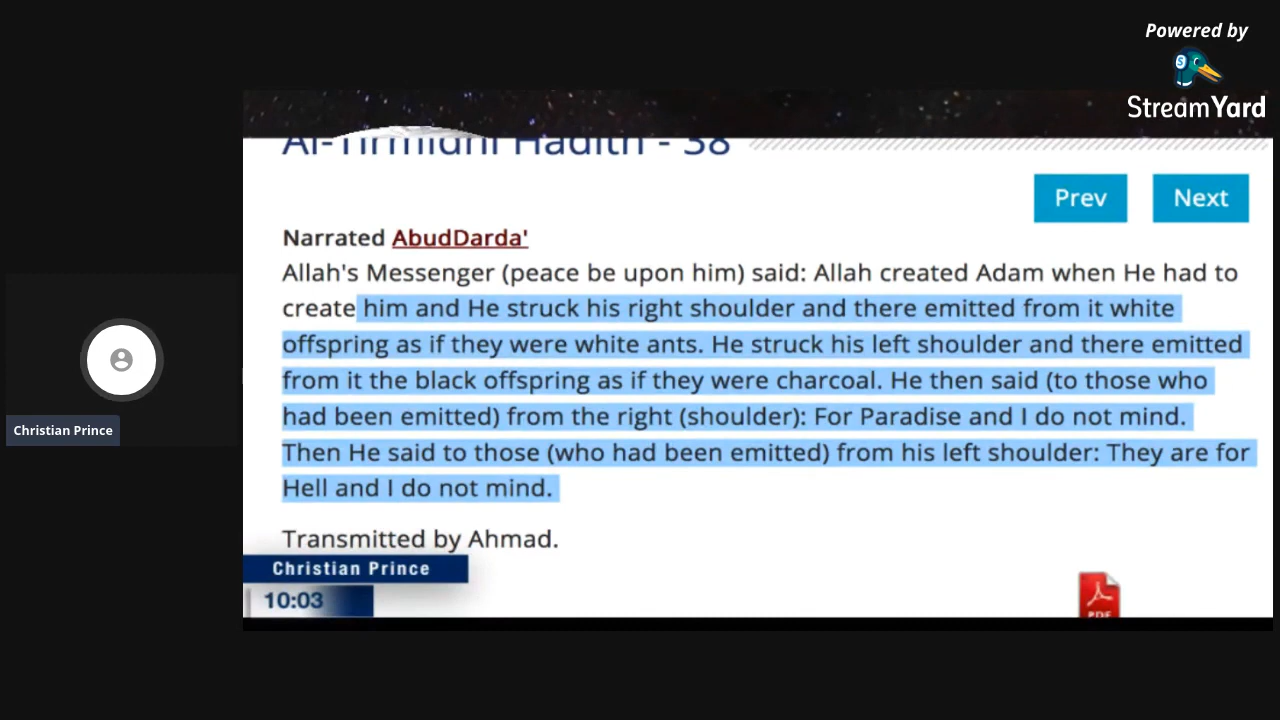 Powered by
StreamYard
Al-Tirmidhi Hadith - 38
Prev
Next
Narrated AbudDarda'
Allah's Messenger (peace be upon him) said: Allah created Adam when He had to
create him and He struck his right shoulder and there emitted from it white
offspring as if they were white ants. He struck his left shoulder and there emitted
from it the black offspring as if they were charcoal. He then said (to those who
had been emitted) from the right (shoulder): For Paradise and I do not mind.
Then He said to those (who had been emitted) from his left shoulder: They are for
Hell and I do not mind.
Transmitted by Ahmad.
Christian Prince
10:03
PDF
Christian Prince